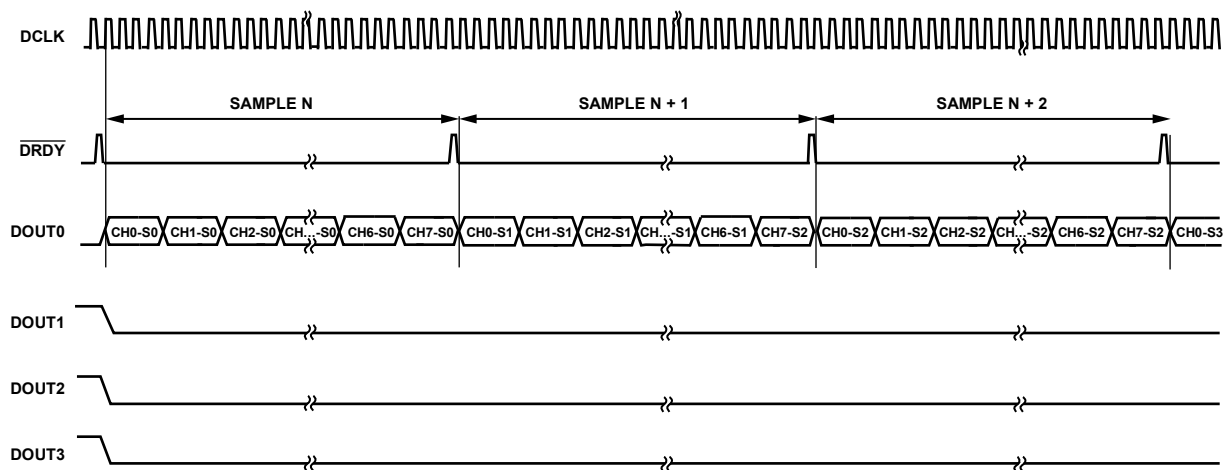 DCLK
SAMPLE N SAMPLE N + 1 SAMPLE N + 2
DRDY
DOUT0 CH0-S0 CH1-S0 CH2-S0 CH...-S0 CH6-S0 CH7-S0 CH0-S1 CH1-S1 CH2-S1 CH...-S1 CH6-S1 CH7-S2 CH0-S2 CH1-S2 CH2-S2 CH...-S2 CH6-S2 CH7-S2 CH0-S3
DOUT1
DOUT2
DOUT3